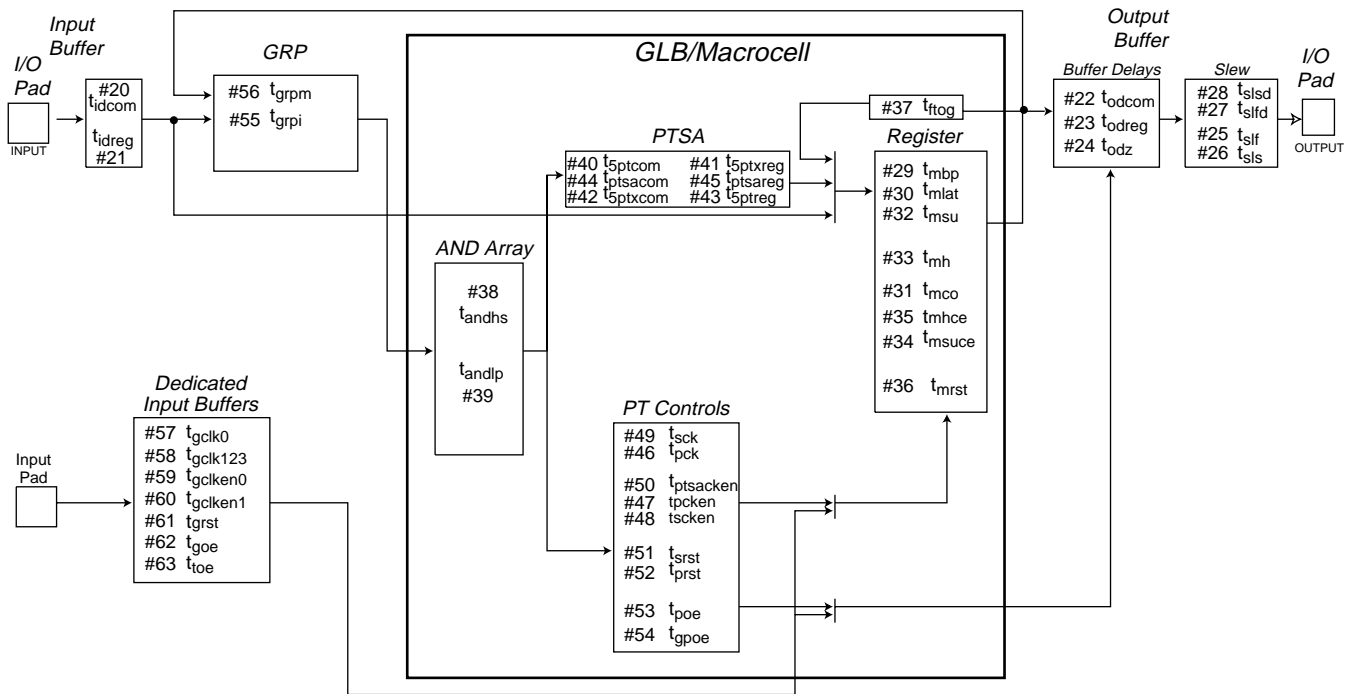 Input
Buffer
I/O
Pad
INPUT
#20
tidcom
tidreg
#21
GRP
#56 tgrpm
#55 tgrpi
GLB/Macrocell
AND Array
#38
tandhs
tandlp
#39
PTSA
#40 t5ptcom #41 t5ptxreg
#44 tptsacom #45 tptsareg
#42 t5ptxcom #43 t5ptreg
#37 tftog
Register
#29 tmbp
#30 tmlat
#32 tmsu
#33 tmh
#31 tmco
#35 tmhce
#34 tmsuce
#36 tmrst
PT Controls
#49 tsck
#46 tpck
#50 tptsacken
#47 tpcken
#48 tscken
#51 tsrst
#52 tprst
#53 tpoe
#54 tgpoe
Output
Buffer
Buffer Delays
#22 todcom
#23 todreg
#24 todz
Slew
#28 tslsd
#27 tslfd
#25 tslf
#26 tsls
I/O
Pad
OUTPUT
Dedicated
Input Buffers
Input
Pad
#57 tgclk0
#58 tgclk123
#59 tgclken0
#60 tgclken1
#61 tgrst
#62 tgoe
#63 ttoe